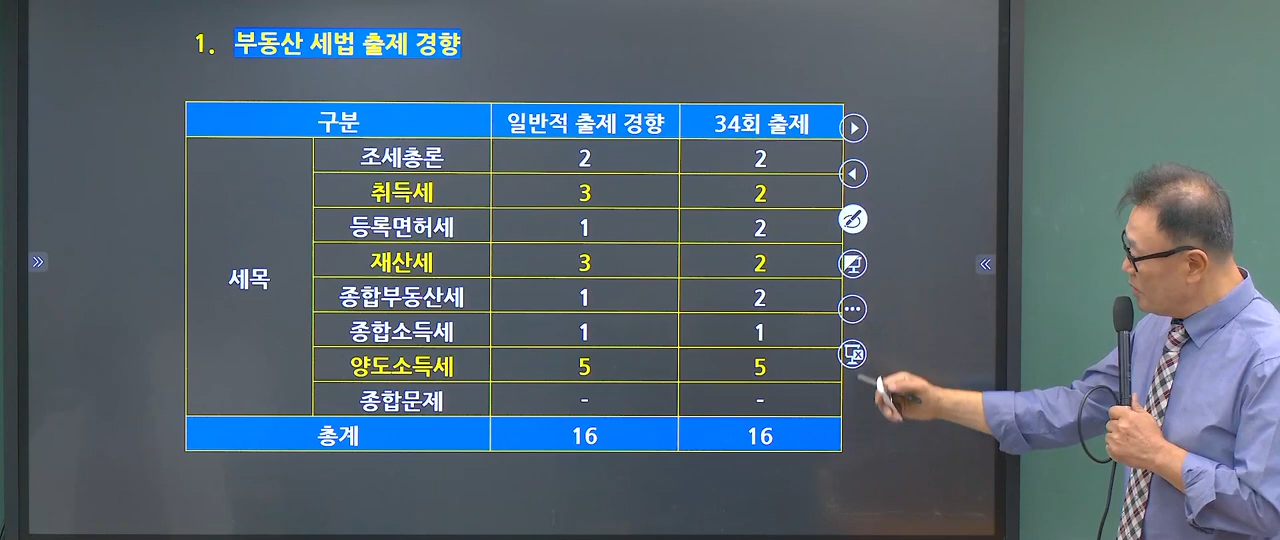 1. 부동산 세법 출제 경향
구분 일반적 출제 경향 34회 출제
세목
조세총론 2 2
취득세 3 2
등록면허세 1 2
재산세 3 2
종합부동산세 1 2
종합소득세 1 1
양도소득세 5 5
종합문제 - -
총계 16 16